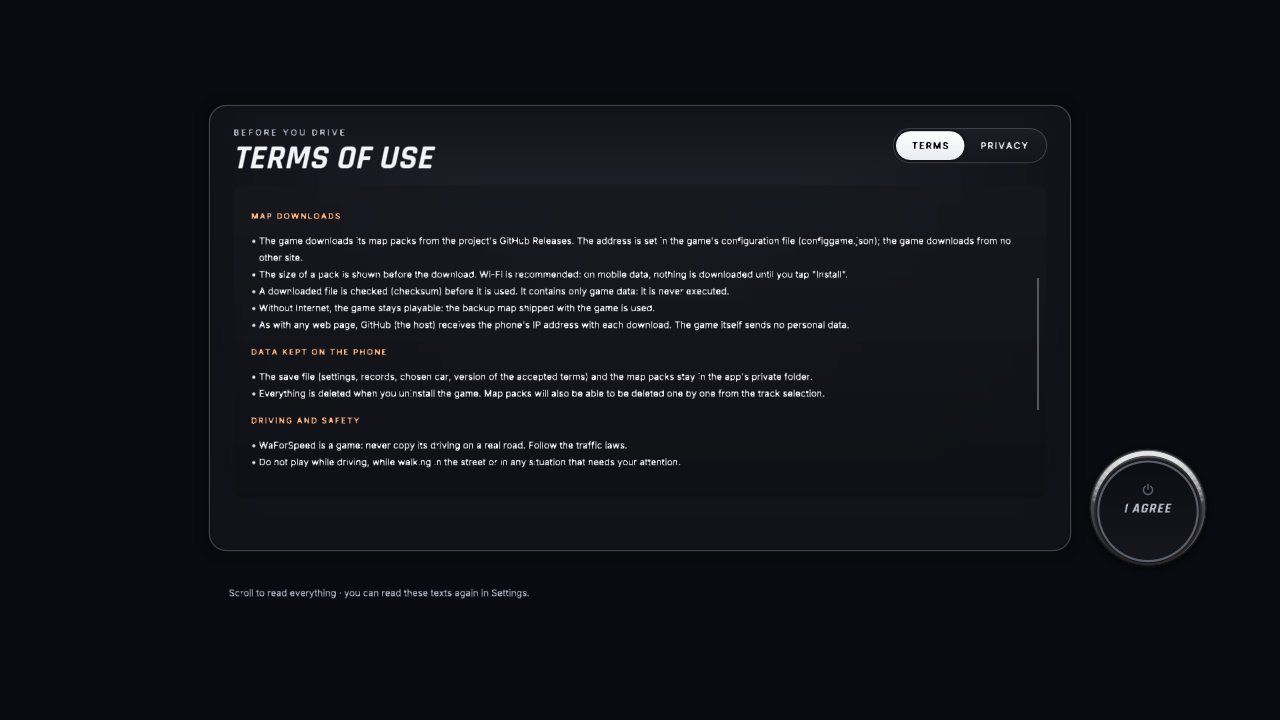 BEFORE YOU DRIVE
TERMS OF USE
TERMS
PRIVACY
MAP DOWNLOADS
• The game downloads its map packs from the project's GitHub Releases. The address is set in the game's configuration file (configgame.json); the game downloads from no
other site.
• The size of a pack is shown before the download. Wi-Fi is recommended: on mobile data, nothing is downloaded until you tap "Install".
• A downloaded file is checked (checksum) before it is used. It contains only game data: it is never executed.
• Without Internet, the game stays playable: the backup map shipped with the game is used.
• As with any web page, GitHub (the host) receives the phone's IP address with each download. The game itself sends no personal data.
DATA KEPT ON THE PHONE
• The save file (settings, records, chosen car, version of the accepted terms) and the map packs stay in the app's private folder.
• Everything is deleted when you uninstall the game. Map packs will also be able to be deleted one by one from the track selection.
DRIVING AND SAFETY
• WaForSpeed is a game: never copy its driving on a real road. Follow the traffic laws.
• Do not play while driving, while walking in the street or in any situation that needs your attention.
I AGREE
Scroll to read everything · you can read these texts again in Settings.